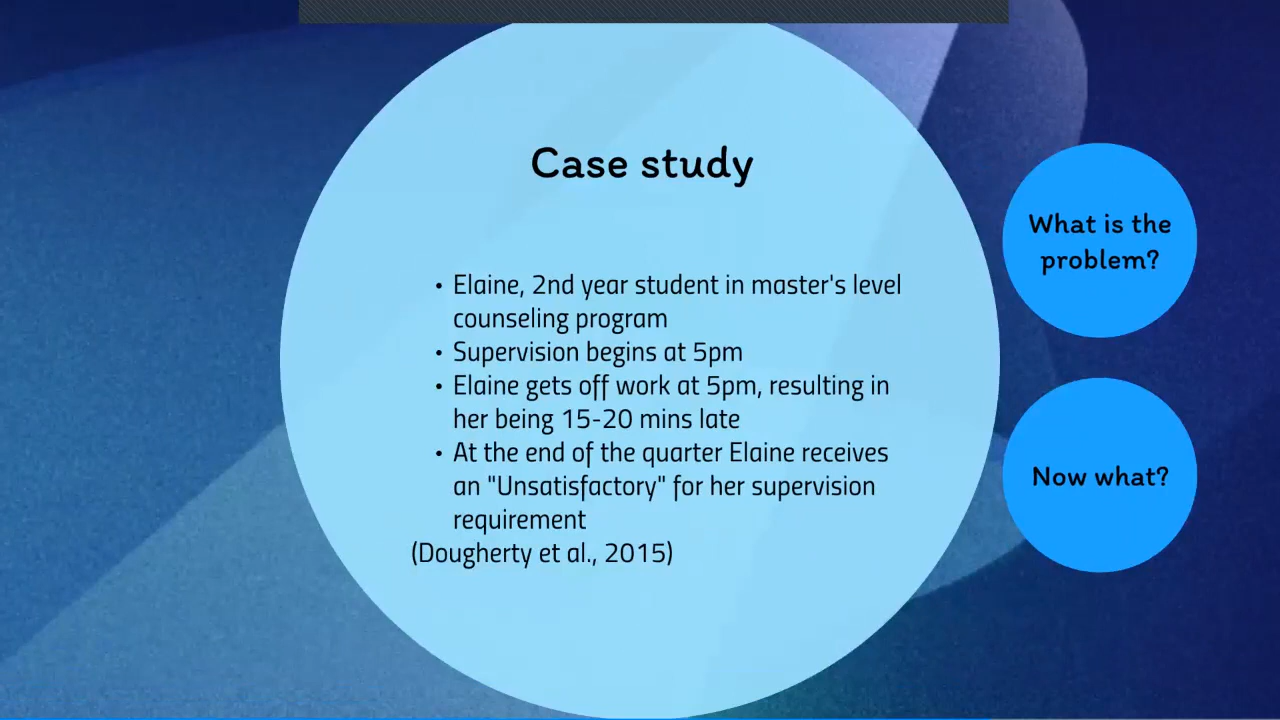 Case study
• Elaine, 2nd year student in master's level
counseling program
• Supervision begins at 5pm
• Elaine gets off work at 5pm, resulting in
her being 15-20 mins late
• At the end of the quarter Elaine receives
an "Unsatisfactory" for her supervision
requirement
(Dougherty et al., 2015)
What is the
problem?
Now what?